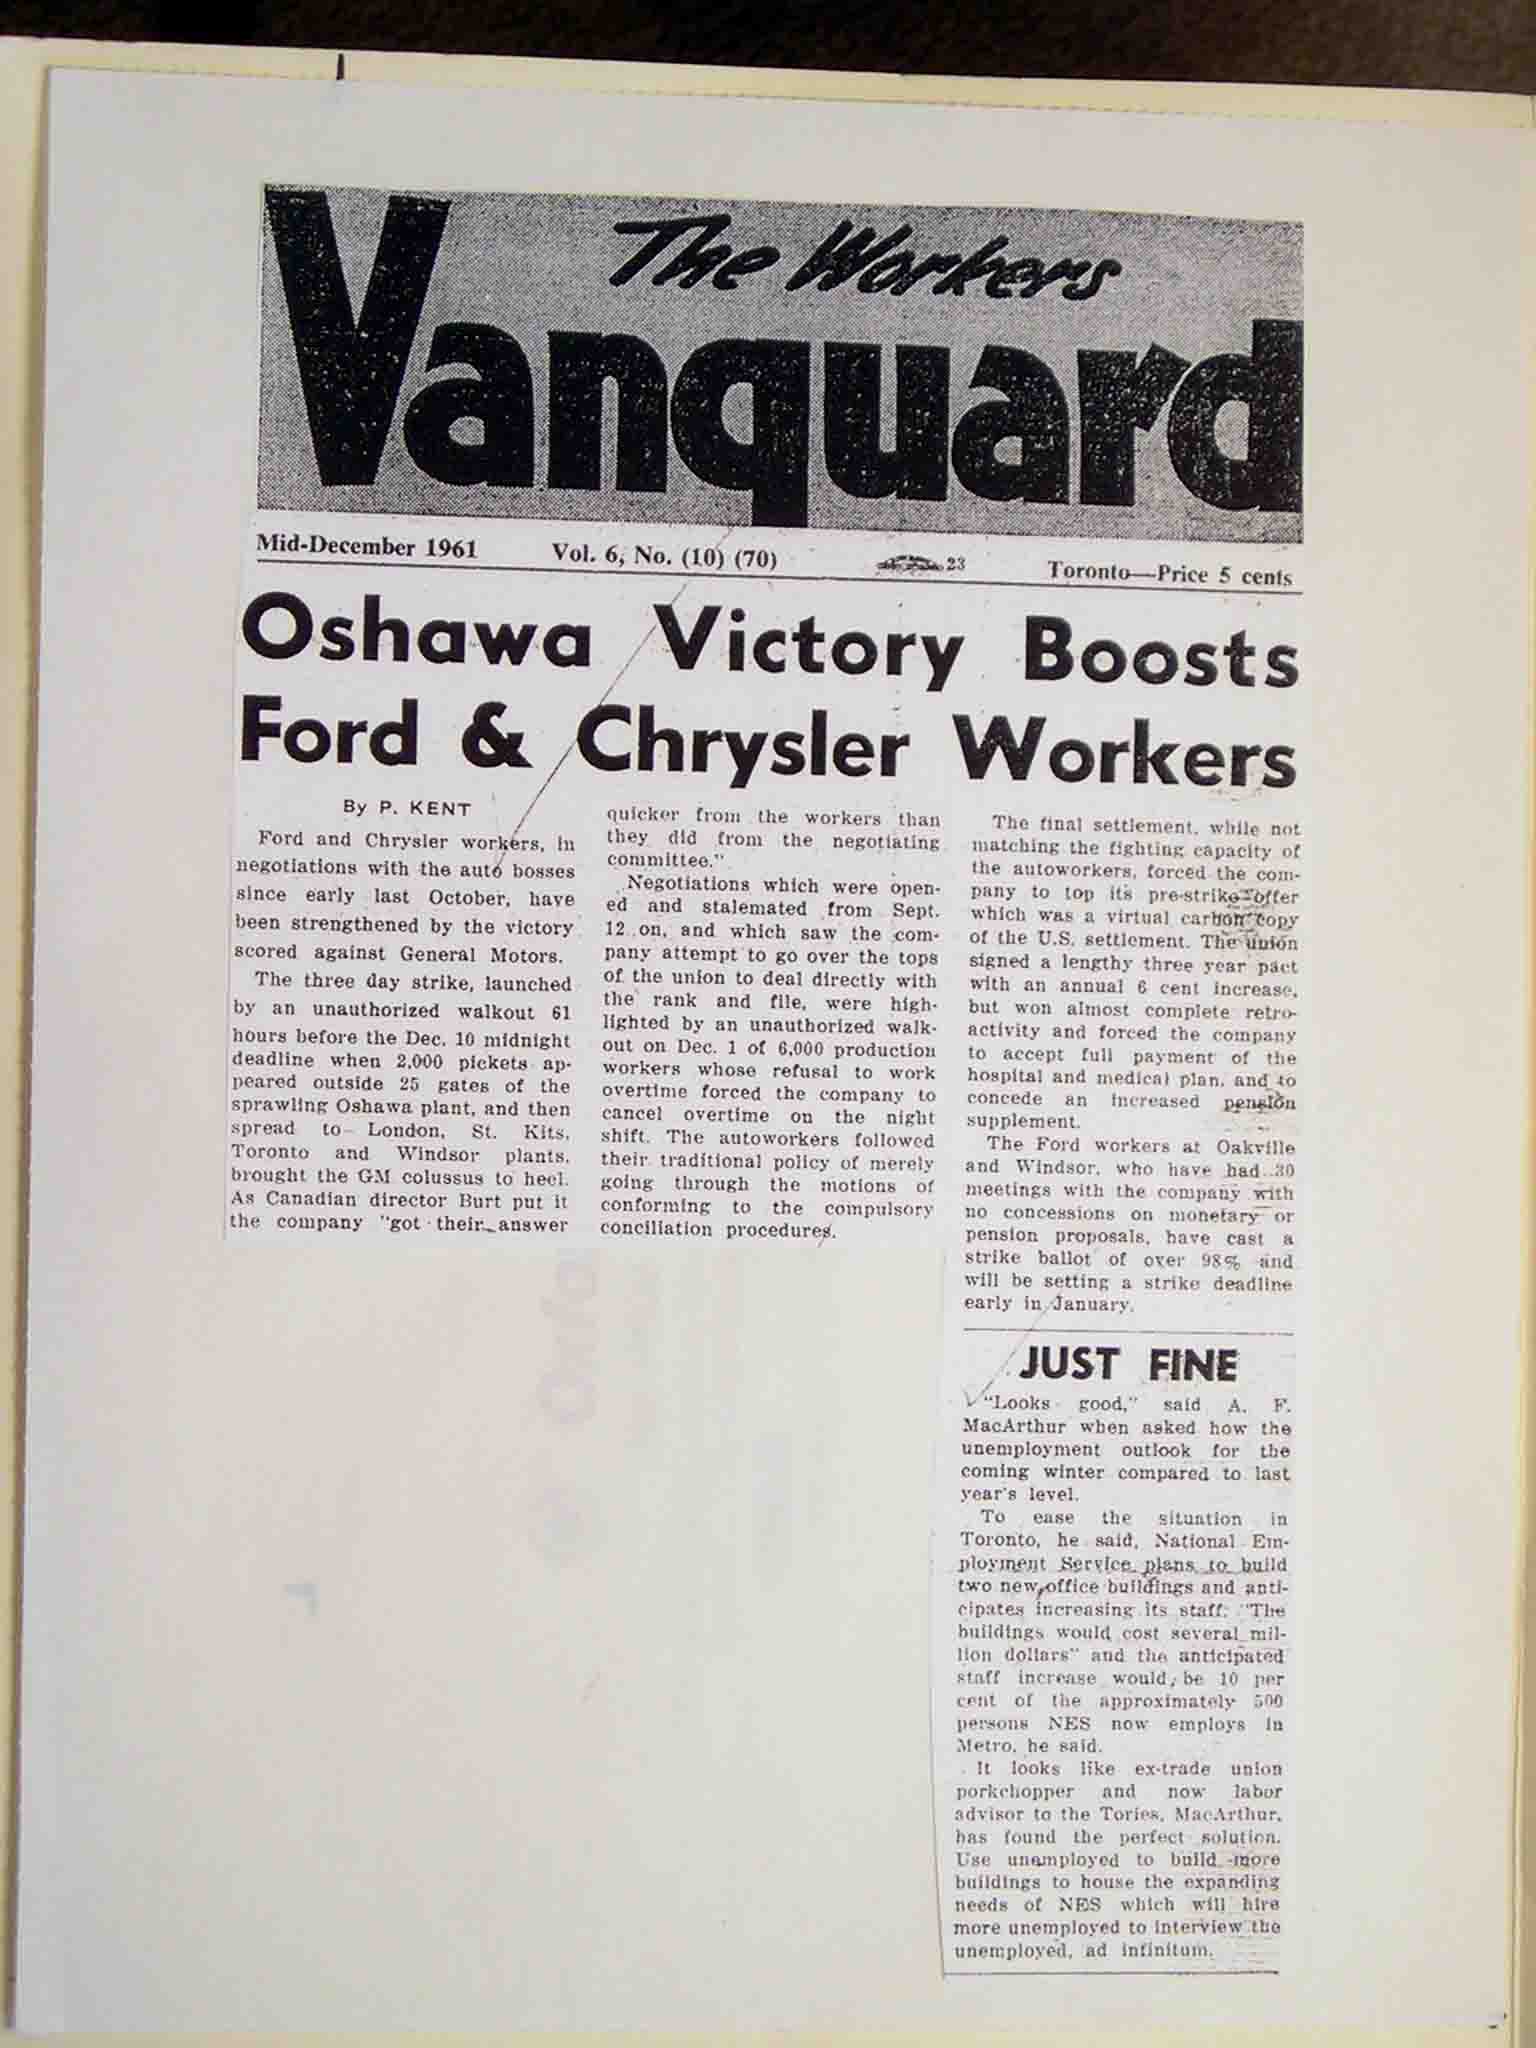 The Workers
Vanguard
Mid-December 1961 Vol. 6, No. (10) (70) 23 Toronto—Price 5 cents
Oshawa Victory Boosts
Ford & Chrysler Workers
By P. KENT
Ford and Chrysler workers, in
negotiations with the auto bosses
since early last October, have
been strengthened by the victory
scored against General Motors.
The three day strike, launched
by an unauthorized walkout 61
hours before the Dec. 10 midnight
deadline when 2,000 pickets ap-
peared outside 25 gates of the
sprawling Oshawa plant, and then
spread to London, St. Kits,
Toronto and Windsor plants,
brought the GM colussus to heel.
As Canadian director Burt put it
the company "got their answer
quicker from the workers than
they did from the negotiating
committee."
Negotiations which were open-
ed and stalemated from Sept.
12 on, and which saw the com-
pany attempt to go over the tops
of the union to deal directly with
the rank and file, were high-
lighted by an unauthorized walk-
out on Dec. 1 of 6,000 production
workers whose refusal to work
overtime forced the company to
cancel overtime on the night
shift. The autoworkers followed
their traditional policy of merely
going through the motions of
conforming to the compulsory
conciliation procedures.
The final settlement, while not
matching the fighting capacity of
the autoworkers, forced the com-
pany to top its pre-strike offer
which was a virtual carbon copy
of the U.S. settlement. The union
signed a lengthy three year pact
with an annual 6 cent increase,
but won almost complete retro-
activity and forced the company
to accept full payment of the
hospital and medical plan, and to
concede an increased pension
supplement.
The Ford workers at Oakville
and Windsor, who have had 30
meetings with the company with
no concessions on monetary or
pension proposals, have cast a
strike ballot of over 98% and
will be setting a strike deadline
early in January.
JUST FINE
"Looks good," said A. F.
MacArthur when asked how the
unemployment outlook for the
coming winter compared to last
year's level.
To ease the situation in
Toronto, he said, National Em-
ployment Service plans to build
two new office buildings and anti-
cipates increasing its staff. "The
buildings would cost several mil-
lion dollars" and the anticipated
staff increase would be 10 per
cent of the approximately 500
persons NES now employs in
Metro, he said.
It looks like ex-trade union
porkchopper and now labor
advisor to the Tories, MacArthur,
has found the perfect solution.
Use unemployed to build more
buildings to house the expanding
needs of NES which will hire
more unemployed to interview the
unemployed, ad infinitum.